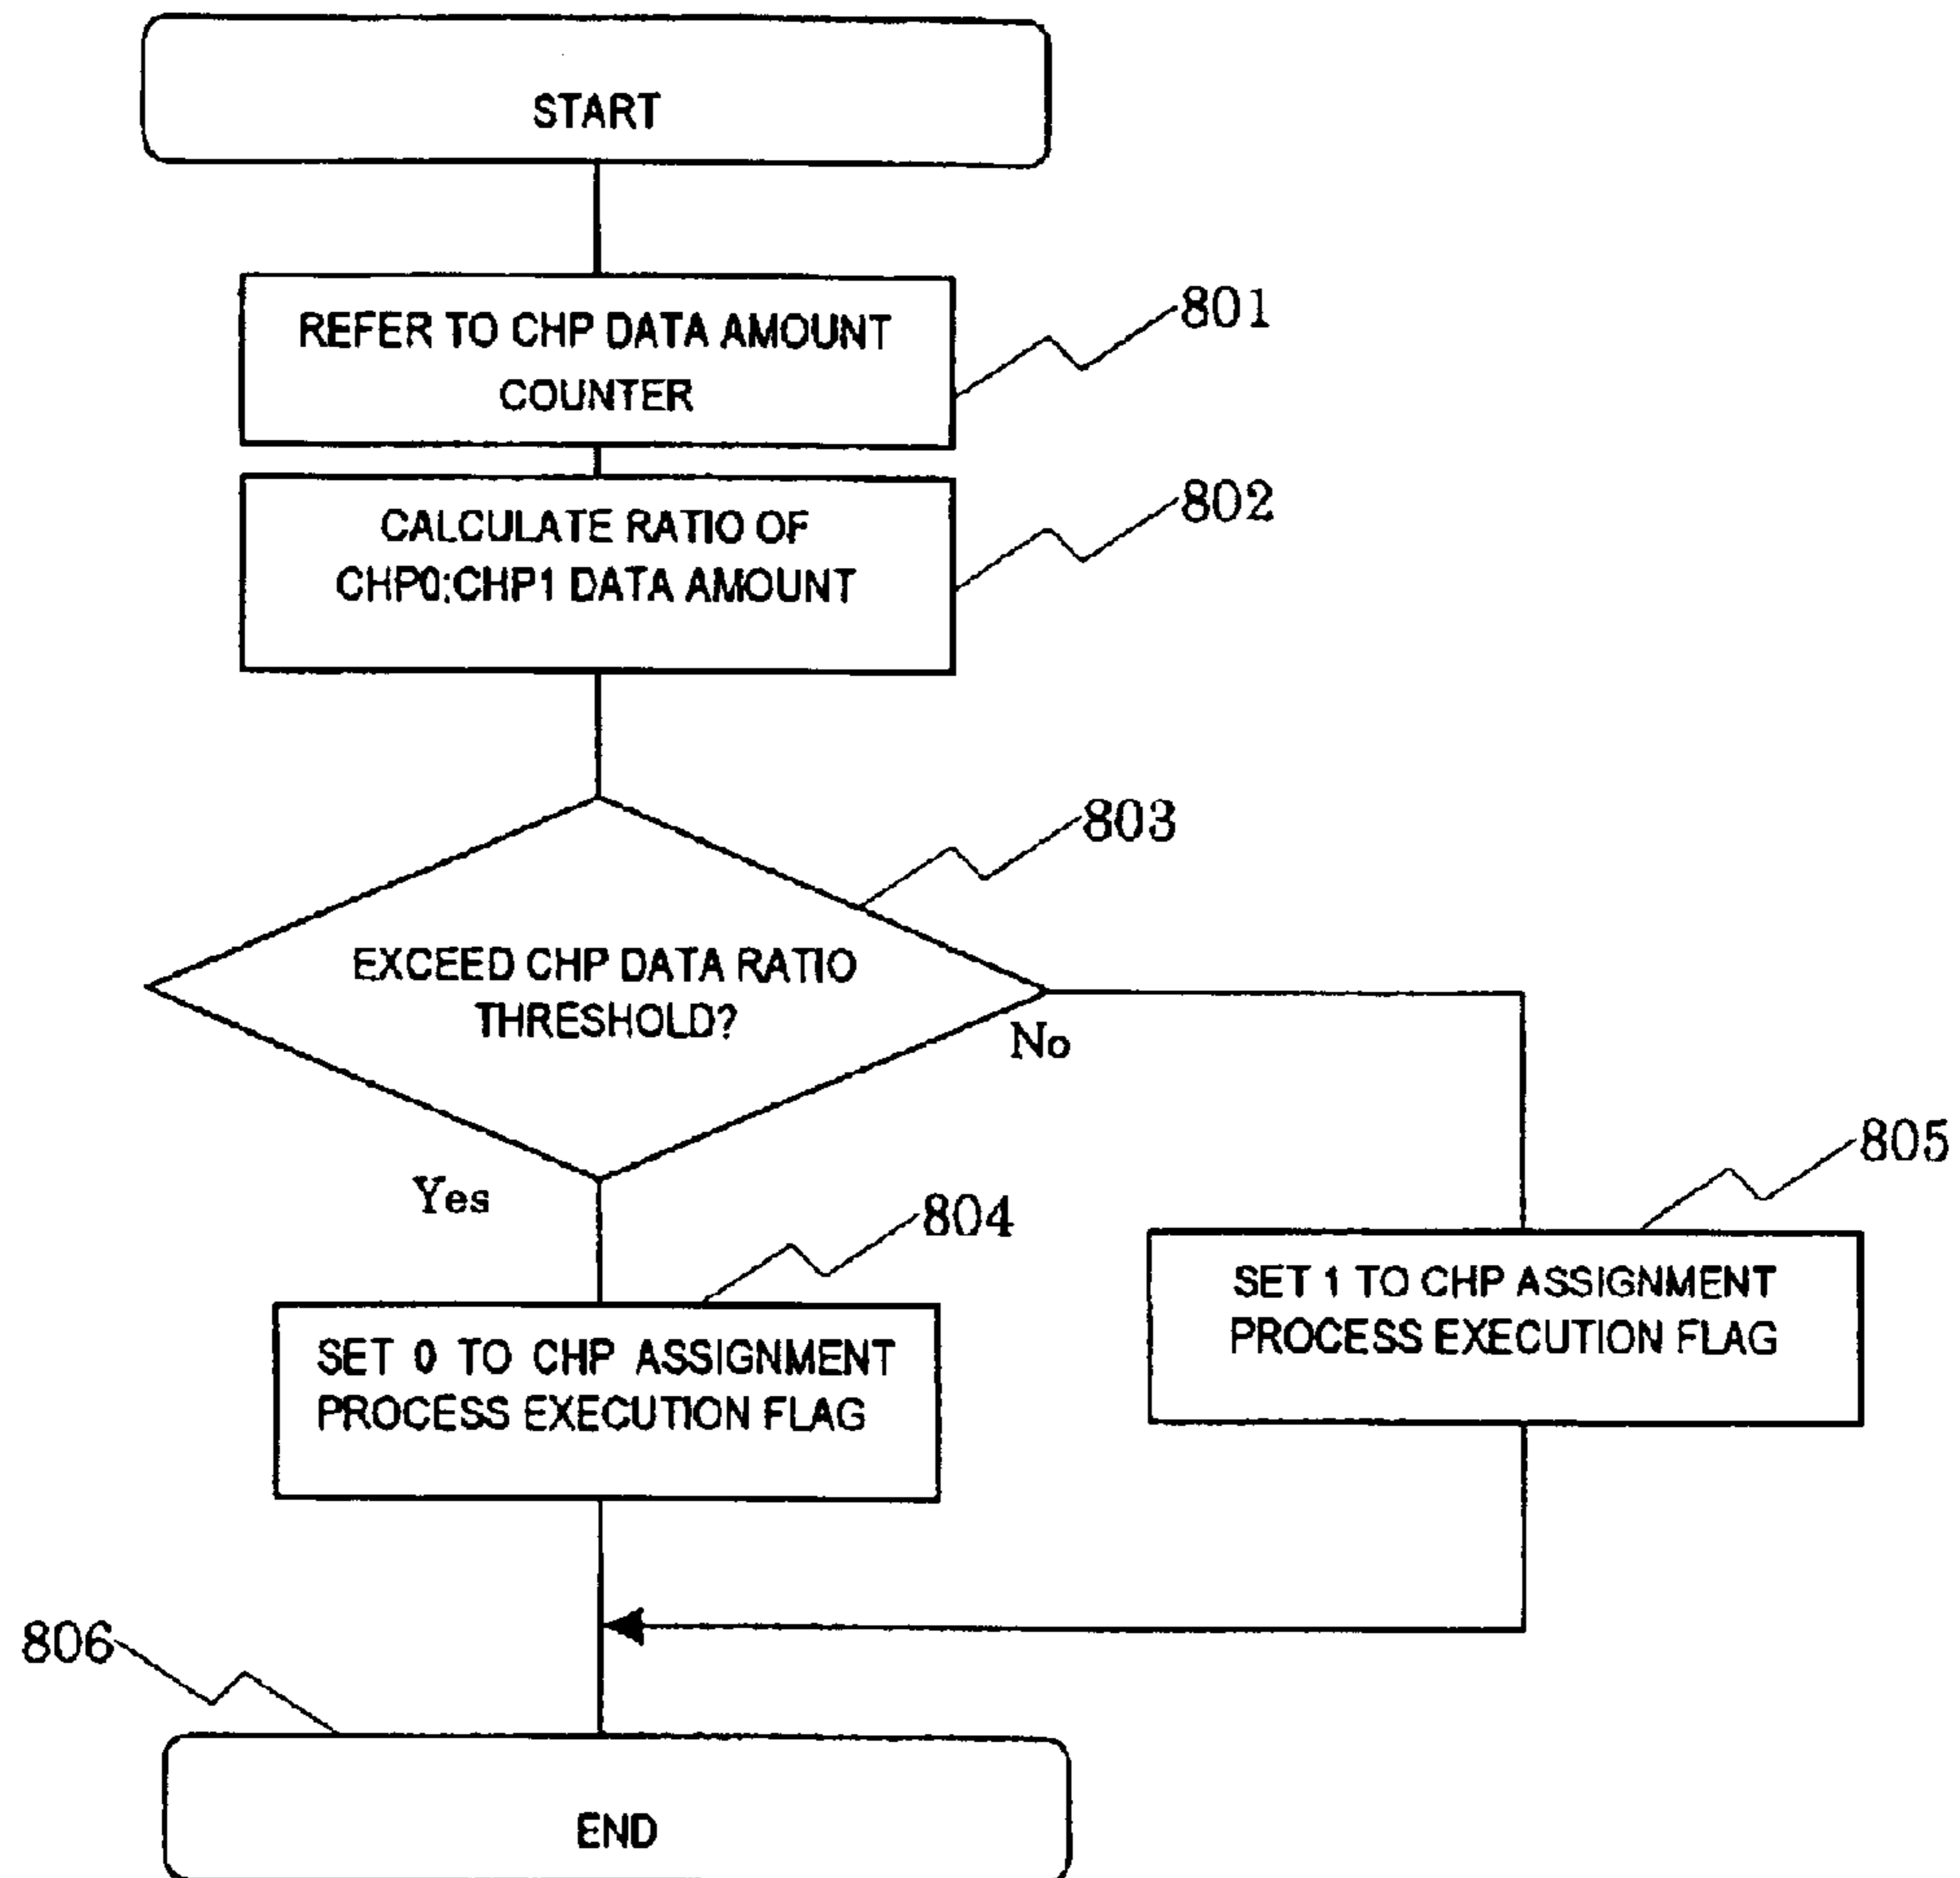 START
REFER TO CHP DATA AMOUNT
COUNTER
801
CALCULATE RATIO OF
CHP0:CHP1 DATA AMOUNT
802
803
EXCEED CHP DATA RATIO
THRESHOLD?
No
Yes
804
SET 0 TO CHP ASSIGNMENT
PROCESS EXECUTION FLAG
805
SET 1 TO CHP ASSIGNMENT
PROCESS EXECUTION FLAG
806
END